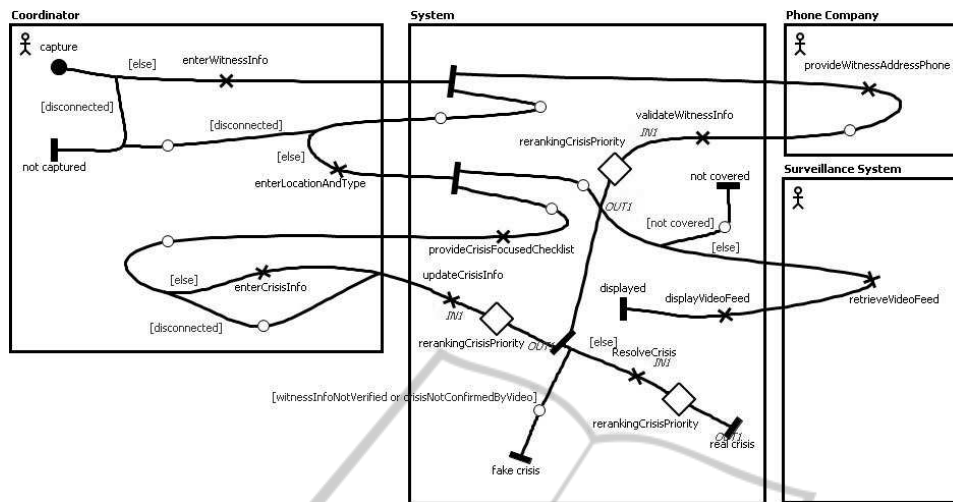 Coordinator
System
Phone Company
capture
[else]
enterWitnessInfo
provideWitnessAddressPhone
[disconnected]
[disconnected]
validateWitnessInfo
IN1
rerankingCrisisPriority
not captured
[else]
enterLocationAndType
not covered
Surveillance System
OUT1
[not covered]
[else]
provideCrisisFocusedChecklist
updateCrisisInfo
[else]
enterCrisisInfo
displayed
displayVideoFeed
retrieveVideoFeed
IN1
[disconnected]
rerankingCrisisPriority
OUT1
[else]
ResolveCrisis
IN1
[witnessInfoNotVerified or crisisNotConfirmedByVideo]
rerankingCrisisPriority
OUT1
real crisis
fake crisis